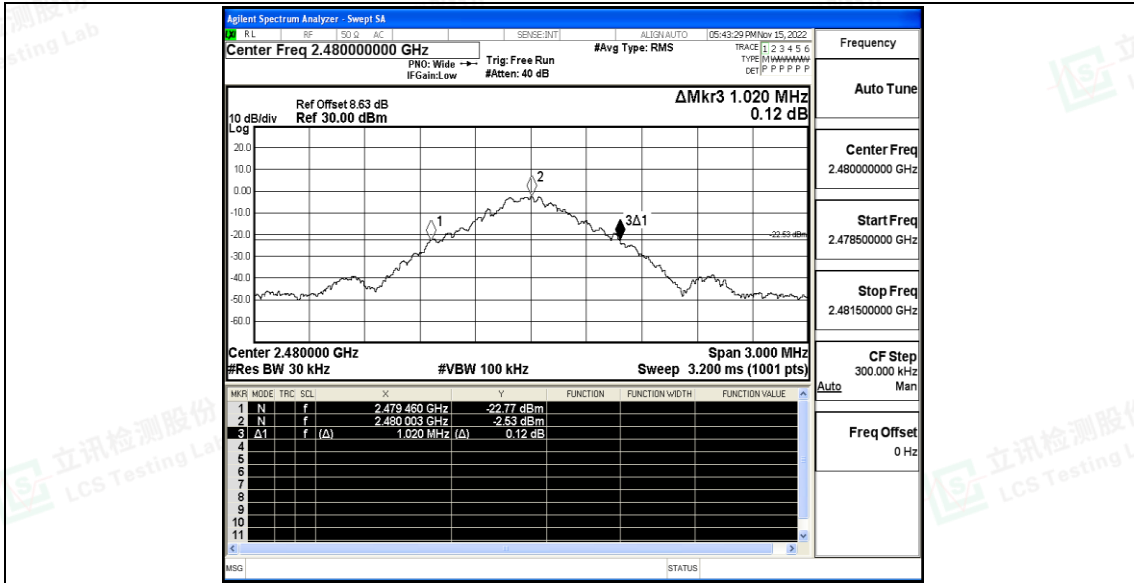 Agilent Spectrum Analyzer - Swept SA
LXI RL RF 50 Ω AC SENSE:INT ALIGNAUTO 05:43:29 PM Nov 15, 2022
Center Freq 2.480000000 GHz
PNO: Wide
IFGain:Low
Trig: Free Run
#Atten: 40 dB
#Avg Type: RMS
TRACE 1 2 3 4 5 6
TYPE MWWWWW
DET P P P P P P
Frequency
Auto Tune
Center Freq
2.480000000 GHz
Start Freq
2.478500000 GHz
Stop Freq
2.481500000 GHz
CF Step
300.000 kHz
Auto Man
Freq Offset
0 Hz
ΔMkr3 1.020 MHz
0.12 dB
Ref Offset 8.63 dB
10 dB/div Ref 30.00 dBm
Log
20.0
10.0
0.00
-10.0
-20.0
-30.0
-40.0
-50.0
-60.0
1
2
3Δ1
-22.53 dBm
Center 2.480000 GHz Span 3.000 MHz
#Res BW 30 kHz #VBW 100 kHz Sweep 3.200 ms (1001 pts)
MKR MODE TRC SCL X Y FUNCTION FUNCTION WIDTH FUNCTION VALUE
1 N f 2.479 460 GHz -22.77 dBm
2 N f 2.480 003 GHz -2.53 dBm
3 Δ1 f (Δ) 1.020 MHz (Δ) 0.12 dB
4
5
6
7
8
9
10
11
MSG STATUS
立讯检测股份
LCS Testing Lab